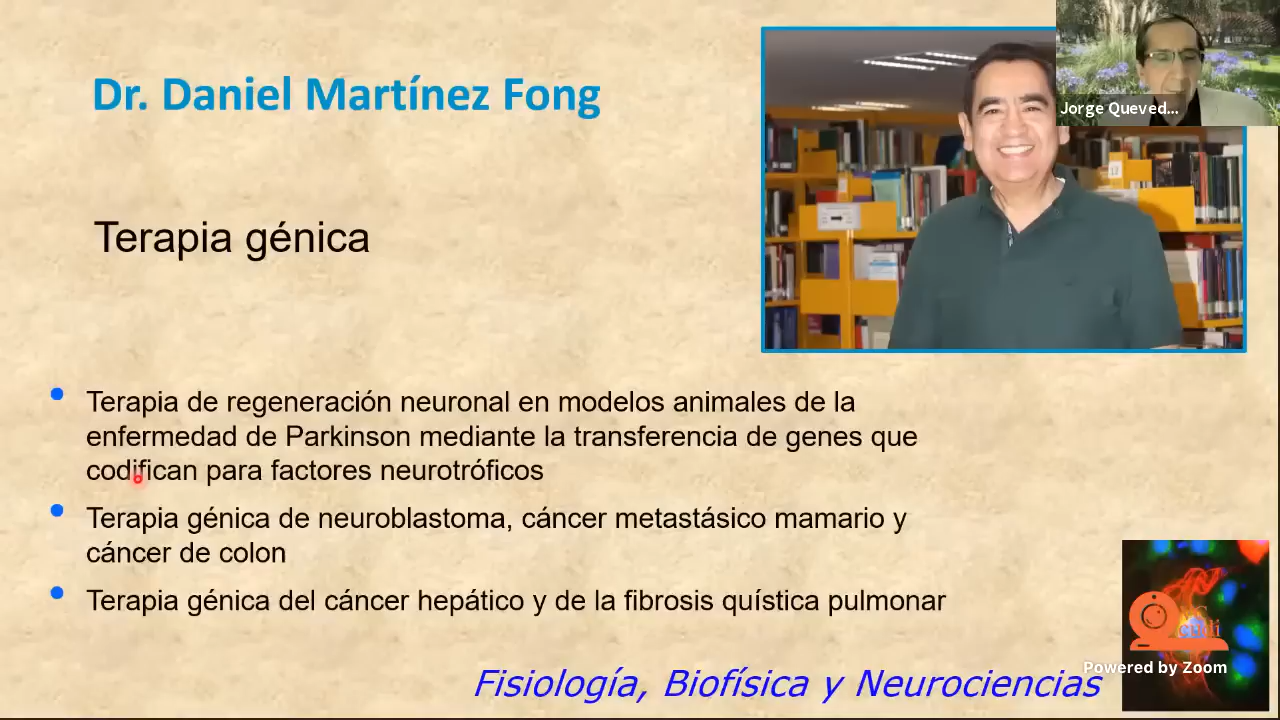 Dr. Daniel Martínez Fong
Jorge Queved...
Terapia génica
Terapia de regeneración neuronal en modelos animales de la
enfermedad de Parkinson mediante la transferencia de genes que
codifican para factores neurotróficos
Terapia génica de neuroblastoma, cáncer metastásico mamario y
cáncer de colon
Terapia génica del cáncer hepático y de la fibrosis quística pulmonar
Powered by Zoom
Fisiología, Biofísica y Neurociencias